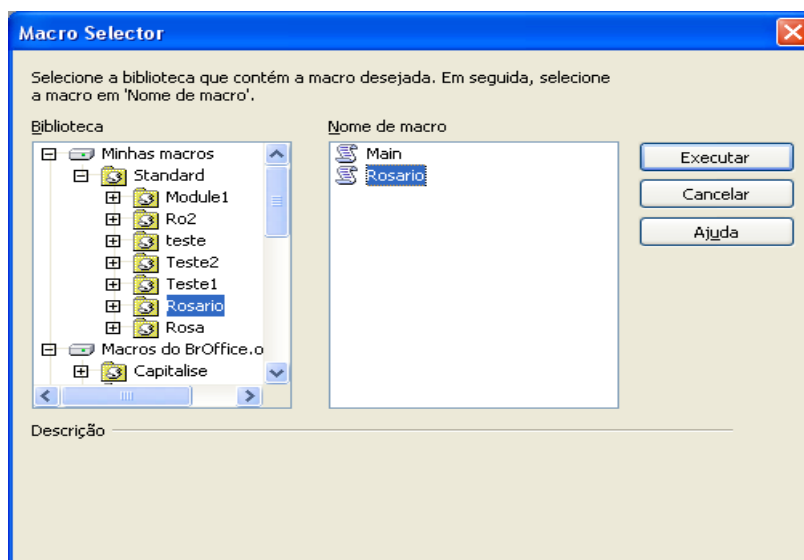 Macro Selector
Selecione a biblioteca que contém a macro desejada. Em seguida, selecione
a macro em 'Nome de macro'.
Biblioteca
Nome de macro
Minhas macros
Standard
Module1
Ro2
teste
Teste2
Teste1
Rosario
Rosa
Macros do BrOffice.o
Capitalise
Main
Rosario
Executar
Cancelar
Ajuda
Descrição